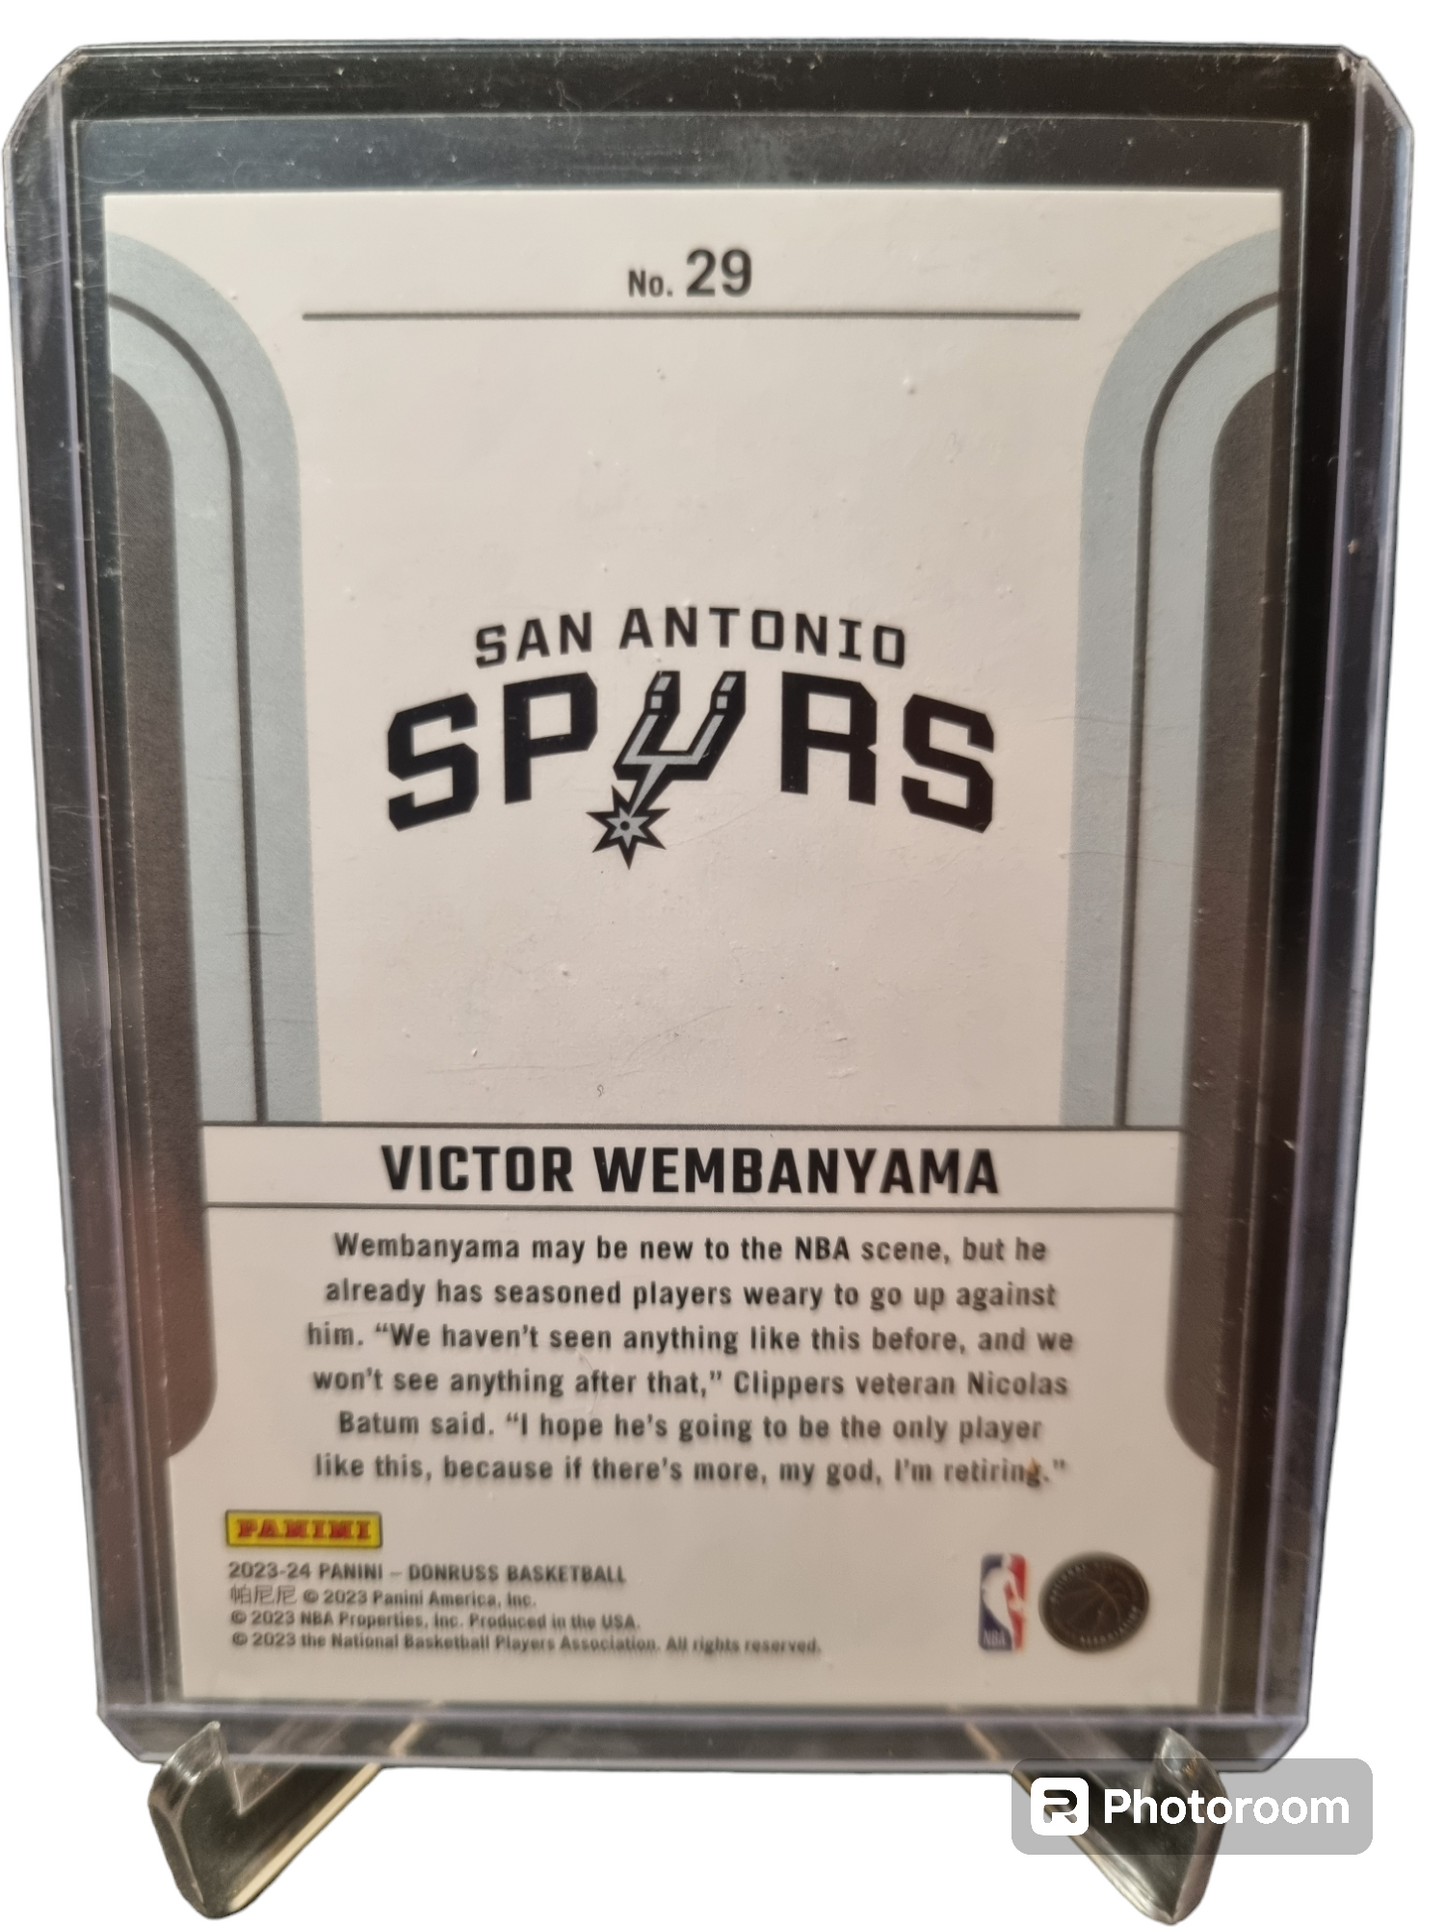 No. 29
SAN ANTONIO
SPURS
VICTOR WEMBANYAMA
Wembanyama may be new to the NBA scene, but he
already has seasoned players weary to go up against
him. “We haven’t seen anything like this before, and we
won’t see anything after that,” Clippers veteran Nicolas
Batum said. “I hope he’s going to be the only player
like this, because if there’s more, my god, I’m retiring.”
PANINI
2023-24 PANINI – DONRUSS BASKETBALL
帕尼尼 © 2023 Panini America, Inc.
© 2023 NBA Properties, Inc. Produced in the USA.
© 2023 the National Basketball Players Association. All rights reserved.
NBA
Photoroom